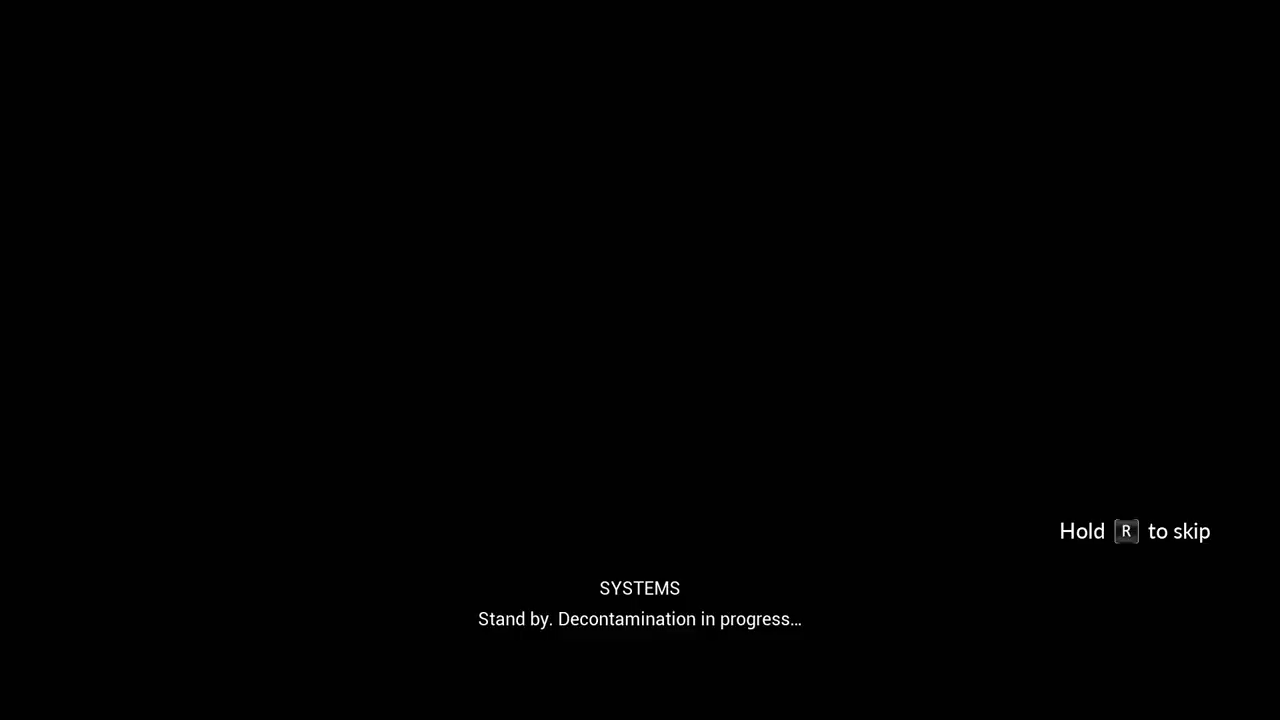 Hold R to skip
SYSTEMS
Stand by. Decontamination in progress...